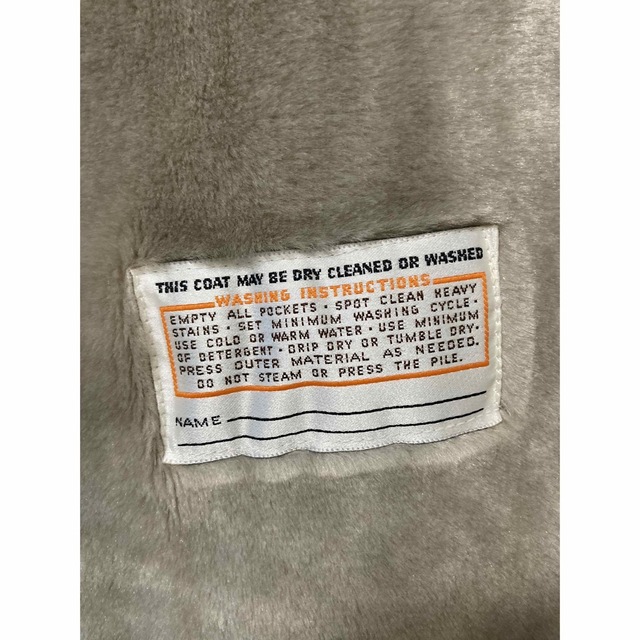 THIS COAT MAY BE DRY CLEANED OR WASHED
WASHING INSTRUCTIONS
EMPTY ALL POCKETS · SPOT CLEAN HEAVY
STAINS · SET MINIMUM WASHING CYCLE ·
USE COLD OR WARM WATER · USE MINIMUM
OF DETERGENT · DRIP DRY OR TUMBLE DRY ·
PRESS OUTER MATERIAL AS NEEDED.
DO NOT STEAM OR PRESS THE PILE.
NAME